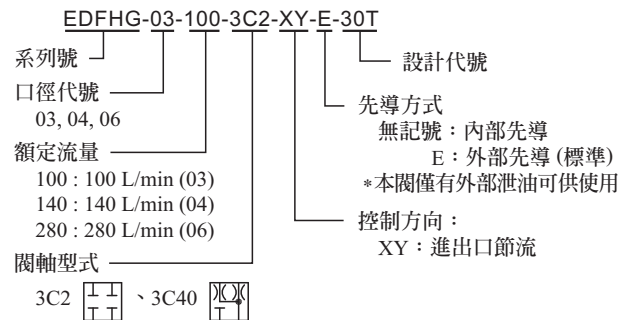 EDFHG-03-100-3C2-XY-E-30T
系列號
口徑代號
03, 04, 06
額定流量
100 : 100 L/min (03)
140 : 140 L/min (04)
280 : 280 L/min (06)
閥軸型式
3C2 、3C40
設計代號
先導方式
無記號：內部先導
E：外部先導 (標準)
*本閥僅有外部泄油可供使用
控制方向：
XY：進出口節流